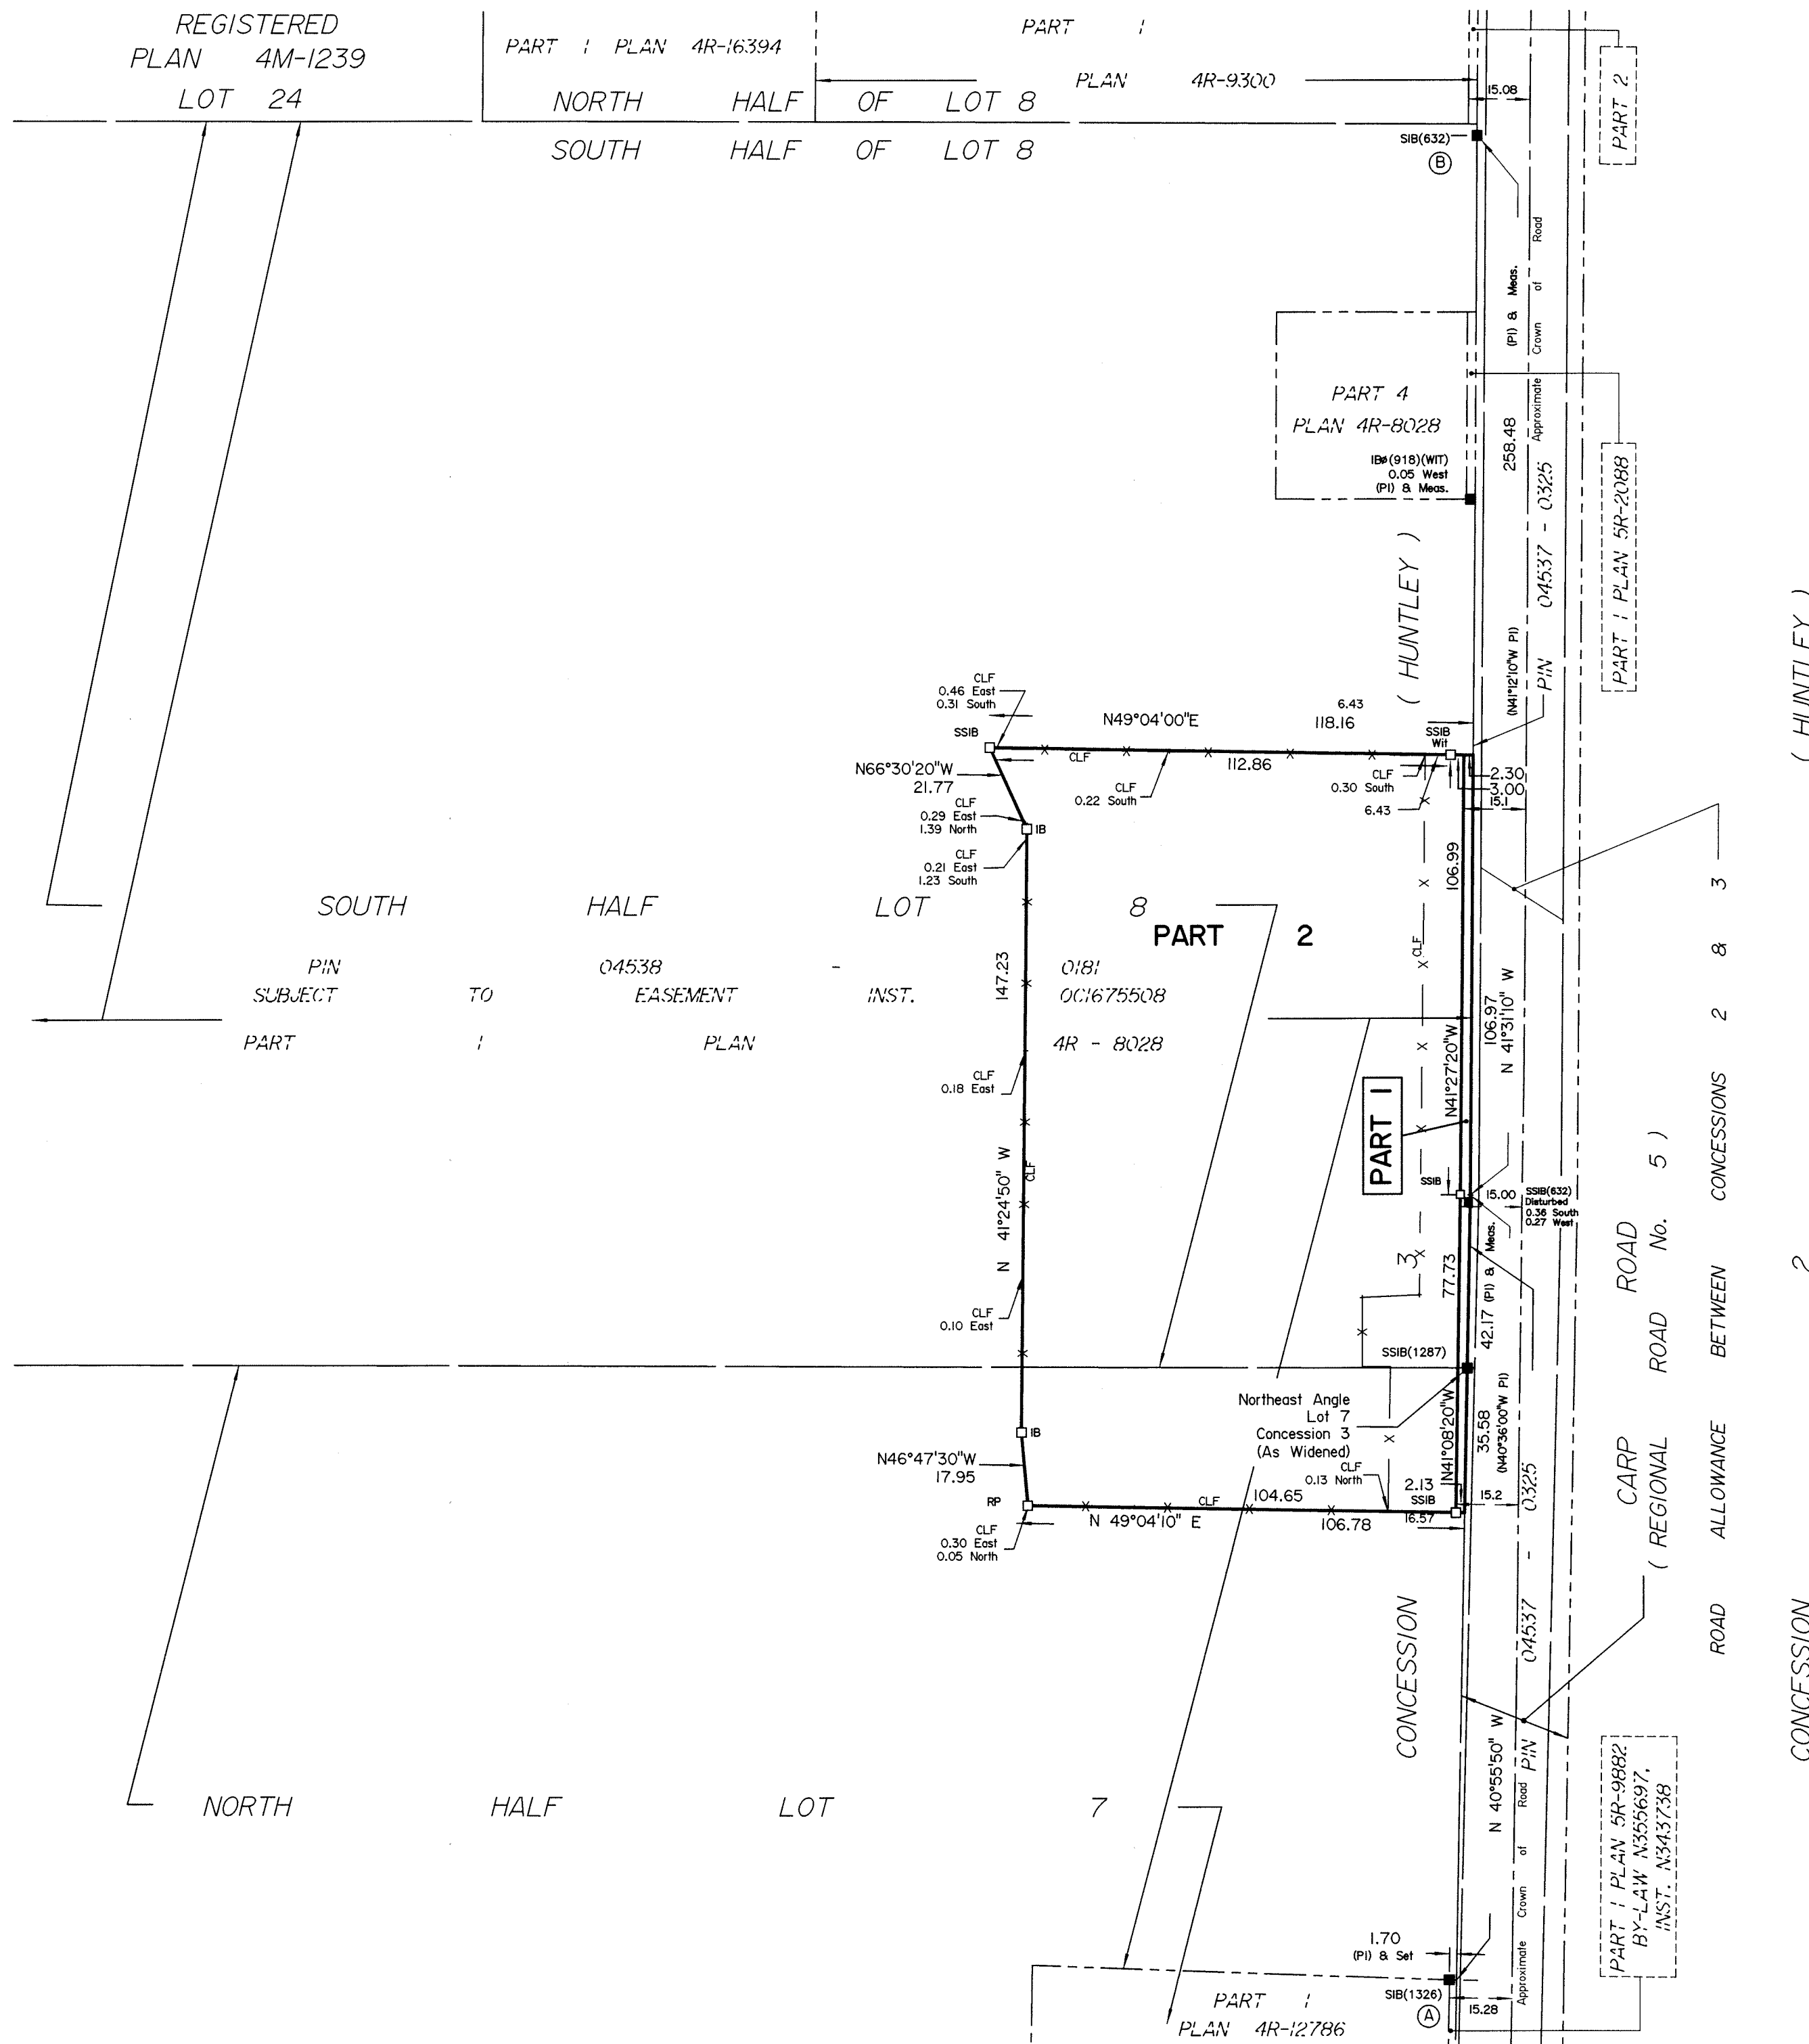 REGISTERED
PLAN 4M-1239
LOT 24
PART 1 PLAN 4R-16394
NORTH HALF OF LOT 8
PART 1
PLAN 4R-9300
15.08
PART 2
SOUTH HALF OF LOT 8
SIB(632)
B
(P1) & Meas.
Approximate Crown of Road
PART 4
PLAN 4R-8028
IBø(918)(WIT)
0.05 West
(P1) & Meas.
258.48
PIN 04537 - 0325
PART 1 PLAN 5R-2088
( HUNTLEY )
( HUNTLEY )
(N41°12'10"W P1)
CLF
0.46 East
0.31 South
SSIB
N49°04'00"E
6.43
118.16
SSIB
Wit
CLF
112.86
N66°30'20"W
21.77
CLF
0.22 South
CLF
0.30 South
6.43
2.30
3.00
15.1
CLF
0.29 East
1.39 North
IB
CLF
0.21 East
1.23 South
106.99
SOUTH HALF LOT 8
PART 2
PIN 04538 - 0181
SUBJECT TO EASEMENT INST. OC1675508
PART 1 PLAN 4R - 8028
147.23
CLF
106.97
N 41°31'10" W
N41°27'20"W
CLF
0.18 East
PART 1
N 41°24'50" W
CLF
SSIB
15.00
SSIB(632)
Disturbed
0.36 South
0.27 West
3
77.73
42.17 (P1) & Meas.
CLF
0.10 East
SSIB(1287)
Northeast Angle
Lot 7
Concession 3
(As Widened)
N41°08'20"W
35.58
(N40°36'00"W P1)
IB
N46°47'30"W
17.95
RP
CLF
0.13 North
2.13
SSIB
15.2
104.65
CLF
N 49°04'10" E
106.78
16.57
CLF
0.30 East
0.05 North
CARP ROAD
( REGIONAL ROAD No. 5 )
ROAD ALLOWANCE BETWEEN CONCESSIONS 2 & 3
CONCESSION 2
CONCESSION
PIN 04537 - 0325
N 40°55'50" W
Approximate Crown of Road
NORTH HALF LOT 7
PART 1 PLAN 5R-9882
BY-LAW N355697,
INST. N343738
1.70
(P1) & Set
SIB(1326)
A
15.28
PART 1
PLAN 4R-12786